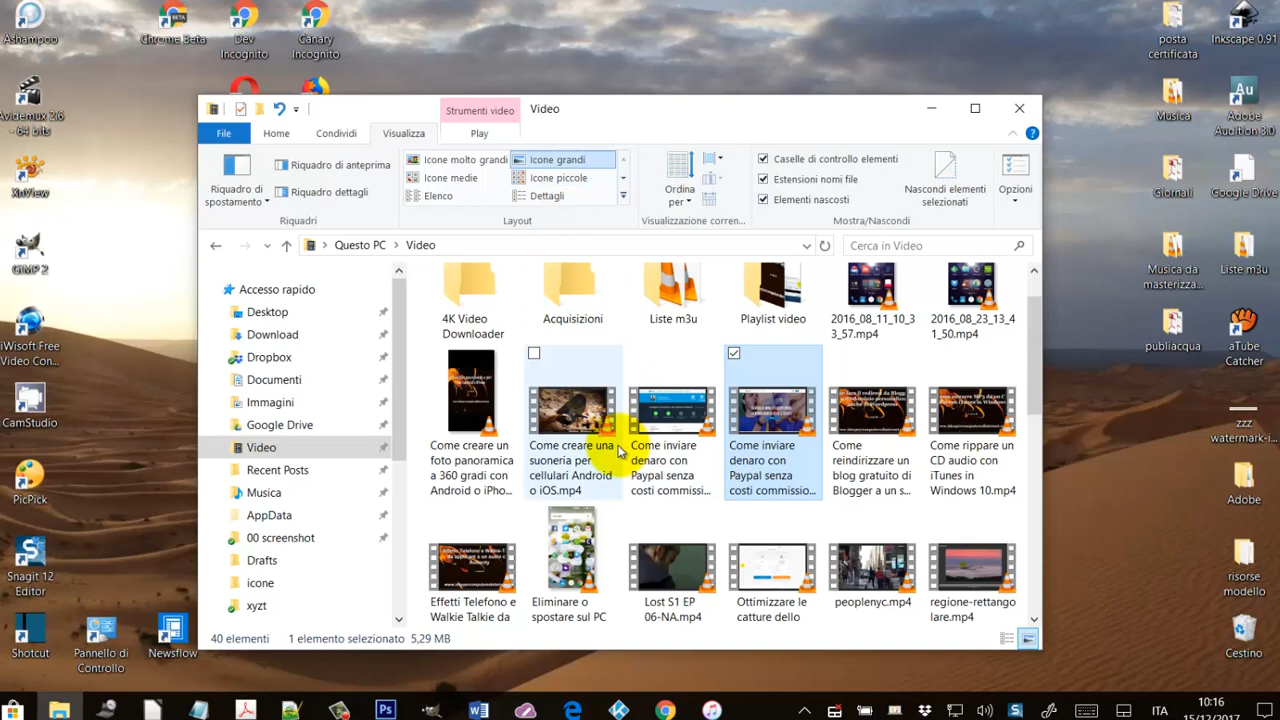 Ashampoo
Chrome Beta
Dev
Incognito
Canary
Incognito
posta
certificata
Inkscape 0.91
Avidemux 2.6
- 64 bits
XnView
GIMP 2
iWisoft Free
Video Con...
CamStudio
PicPick
Snagit 12
Editor
Shotcut
Pannello di
Controllo
Newsflow
Musica
Adobe
Audition 3.0
Giornali
Google Drive
Musica da
masterizza...
Liste m3u
publiacqua
aTube
Catcher
zzz
watermark-i...
Adobe
risorse
modello
Cestino
Strumenti video
Video
File
Home
Condividi
Visualizza
Play
Riquadro di
spostamento
Riquadro di anteprima
Riquadro dettagli
Riquadri
Icone molto grandi
Icone grandi
Icone medie
Icone piccole
Elenco
Dettagli
Layout
Ordina
per
Visualizzazione corren...
Caselle di controllo elementi
Estensioni nomi file
Elementi nascosti
Nascondi elementi
selezionati
Mostra/Nascondi
Opzioni
Questo PC
Video
Cerca in Video
Accesso rapido
Desktop
Download
Dropbox
Documenti
Immagini
Google Drive
Video
Recent Posts
Musica
AppData
00 screenshot
Drafts
icone
xyzt
4K Video
Downloader
Acquisizioni
Liste m3u
Playlist video
2016_08_11_10_3
3_57.mp4
2016_08_23_13_4
1_50.mp4
Come creare un
foto panoramica
a 360 gradi con
Android o iPho...
Come creare una
suoneria per
cellulari Android
o iOS.mp4
Come inviare
denaro con
Paypal senza
costi commissi...
Come inviare
denaro con
Paypal senza
costi commissio...
Come
reindirizzare un
blog gratuito di
Blogger a un s...
Come rippare un
CD audio con
iTunes in
Windows 10.mp4
Effetti Telefono e
Walkie Talkie da
Eliminare o
spostare sul PC
Lost S1 EP
06-NA.mp4
Ottimizzare le
catture dello
peoplenyc.mp4
regione-rettango
lare.mp4
40 elementi
1 elemento selezionato
5,29 MB
ITA
10:16